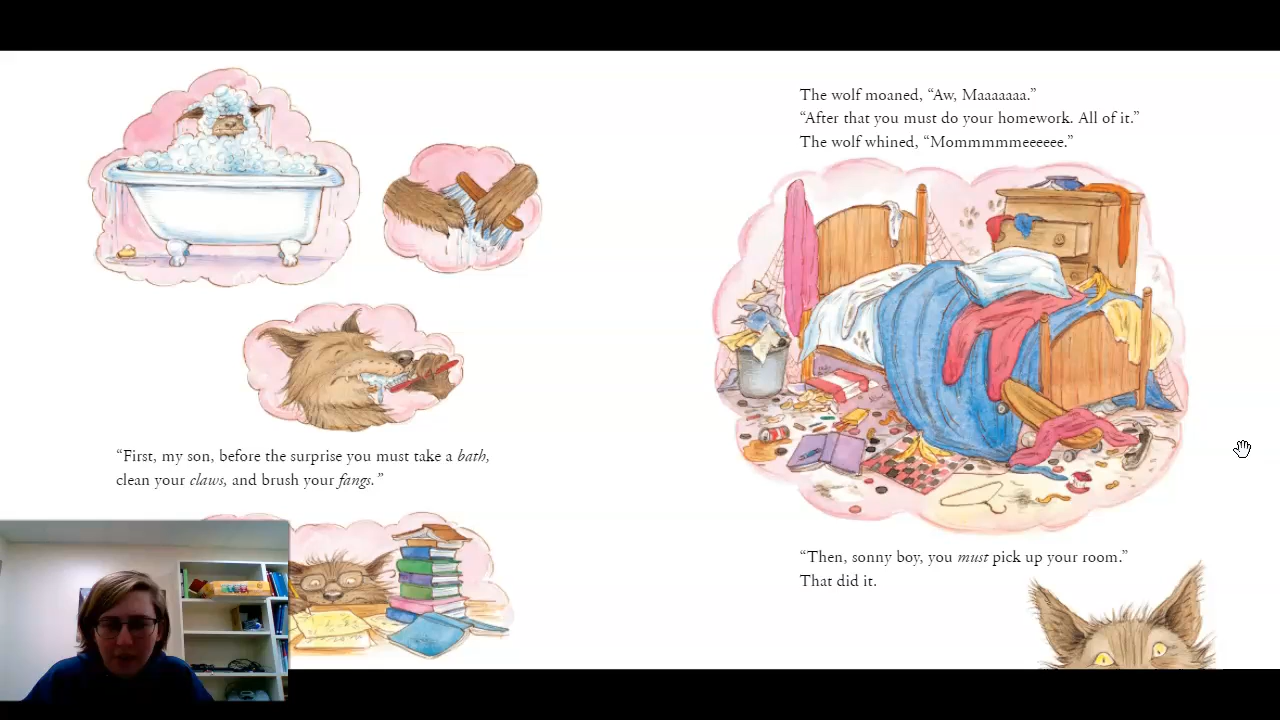 “First, my son, before the surprise you must take a bath,
clean your claws, and brush your fangs.”
The wolf moaned, “Aw, Maaaaaaa.”
“After that you must do your homework. All of it.”
The wolf whined, “Mommmmmeeeeee.”
“Then, sonny boy, you must pick up your room.”
That did it.